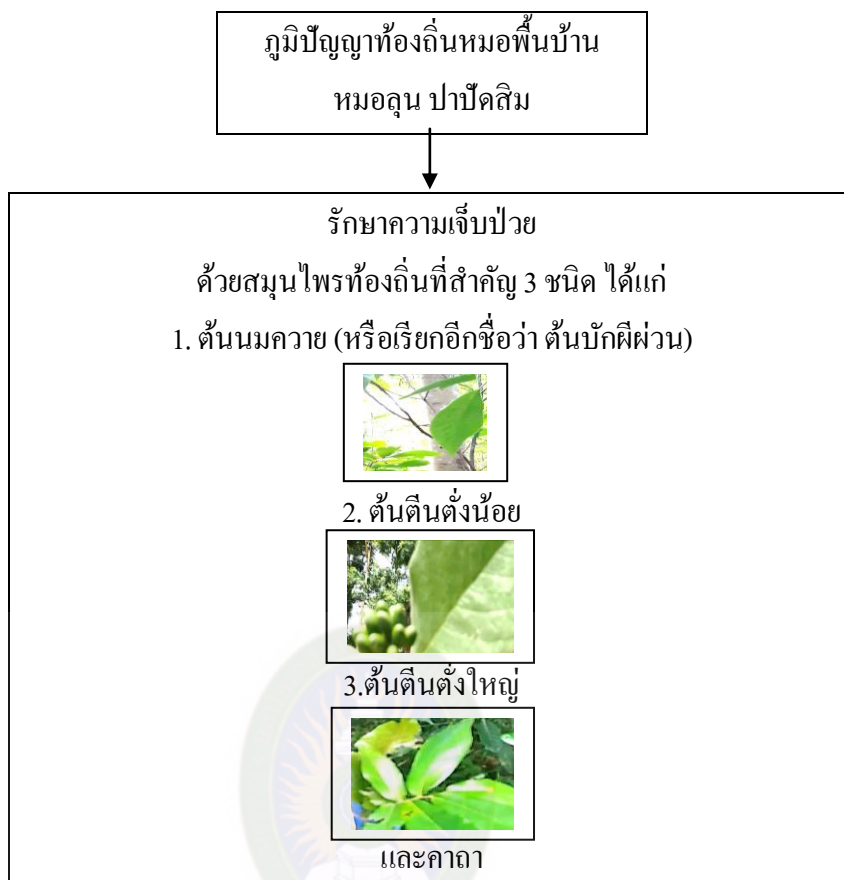 ภูมิปัญญาท้องถิ่นหมอพื้นบ้าน
หมอลุน ปาปัดสิม
รักษาความเจ็บป่วย
ด้วยสมุนไพรท้องถิ่นที่สำคัญ 3 ชนิด ได้แก่
1. ต้นนมควาย (หรือเรียกอีกชื่อว่า ต้นบักผีผ่วน)
2. ต้นตีนตั่งน้อย
3.ต้นตีนตั่งใหญ่
และคาถา